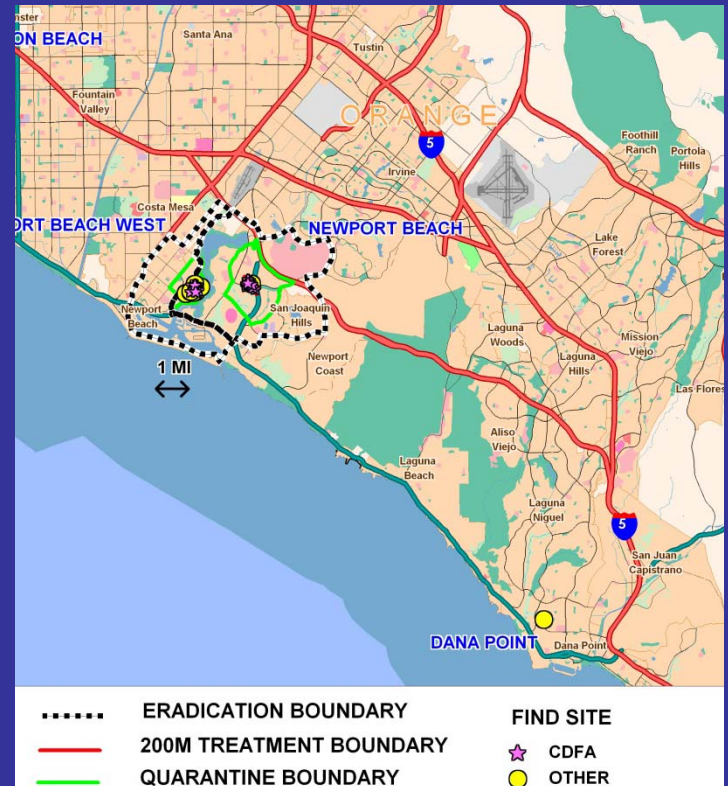 nster
ON BEACH
Santa Ana
Tustin
Fountain
Valley
ORANGE
5
Foothill
Ranch
Portola
Hills
Irvine
Costa Mesa
ORT BEACH WEST
NEWPORT BEACH
Lake
Forest
Newport
Beach
San Joaquin
Hills
Laguna
Woods
Mission
Viejo
1 MI
Newport
Coast
Laguna
Hills
Las Flores
Aliso
Viejo
Laguna
Beach
Laguna
Niguel
5
San Juan
Capistrano
DANA POINT
Dana Point
ERADICATION BOUNDARY
200M TREATMENT BOUNDARY
QUARANTINE BOUNDARY
FIND SITE
CDFA
OTHER